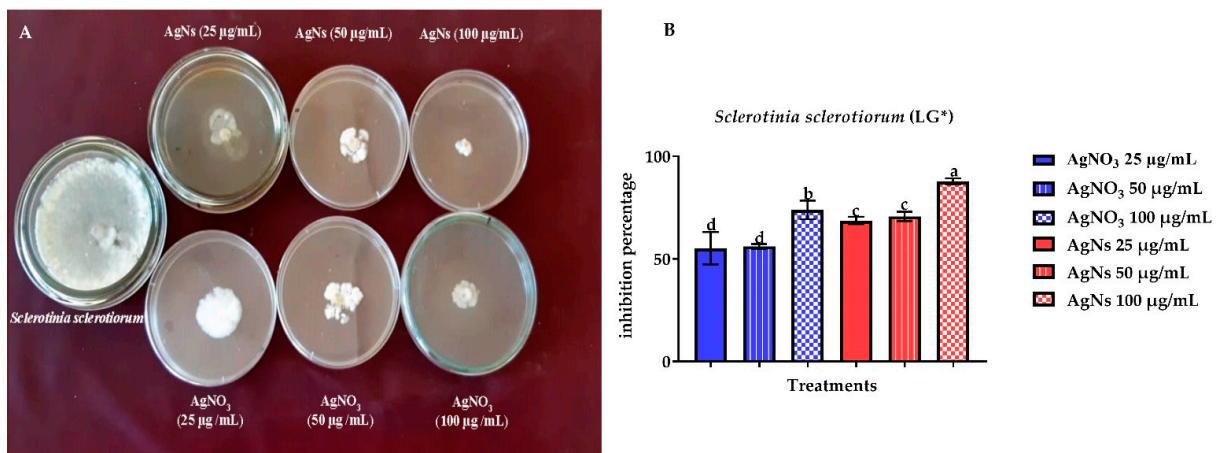 A
AgNs (25 µg/mL)
AgNs (50 µg/mL)
AgNs (100 µg/mL)
Sclerotinia sclerotiorum
AgNO₃
(25 µg /mL)
AgNO₃
(50 µg /mL)
AgNO₃
(100 µg /mL)
B
Sclerotinia sclerotiorum (LG*)
inhibition percentage
100
50
0
d
d
b
c
c
a
Treatments
AgNO₃ 25 µg/mL
AgNO₃ 50 µg/mL
AgNO₃ 100 µg/mL
AgNs 25 µg/mL
AgNs 50 µg/mL
AgNs 100 µg/mL